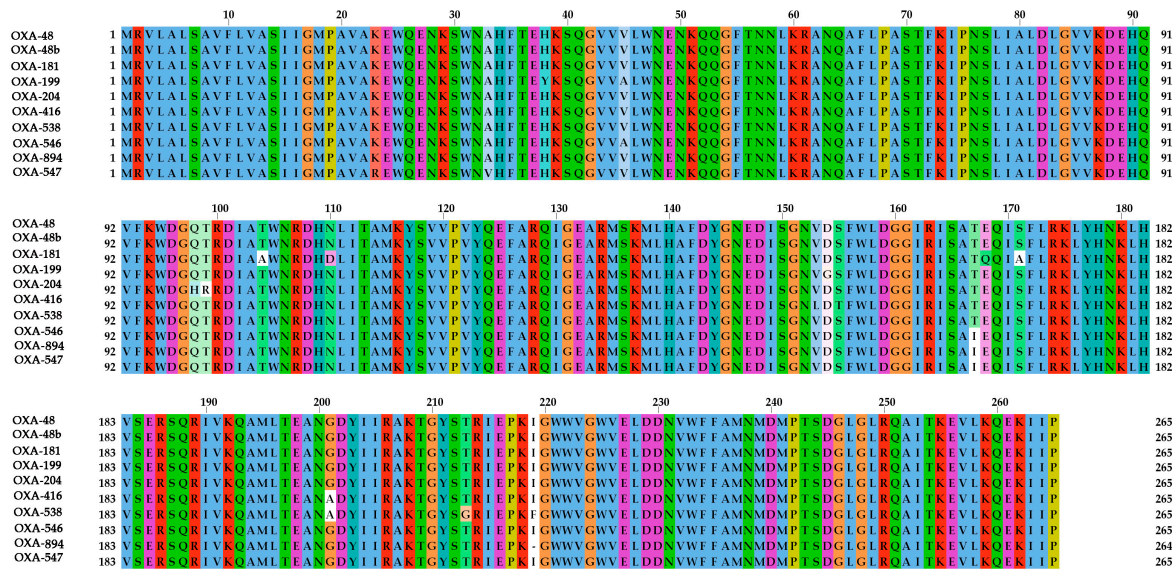 10 20 30 40 50 60 70 80 90
OXA-48 1 MRVLALSAVFLVASIIGMPAVAKEWQENKSWNAHFTEHKSQGVVVLWNENKQQGFTNNLKRANQAFLPASTFKIPNSLIALDLGVVKDEHQ 91
OXA-48b 1 MRVLALSAVFLVASIIGMPAVAKEWQENKSWNAHFTEHKSQGVVVLWNENKQQGFTNNLKRANQAFLPASTFKIPNSLIALDLGVVKDEHQ 91
OXA-181 1 MRVLALSAVFLVASIIGMPAVAKEWQENKSWNAHFTEHKSQGVVVLWNENKQQGFTNNLKRANQAFLPASTFKIPNSLIALDLGVVKDEHQ 91
OXA-199 1 MRVLALSAVFLVASIIGMPAVAKEWQENKSWNAHFTEYKSQGVVVLWNENKQQGFTNNLKRANQAFLPASTFKIPNSLIALDLGVVKDEHQ 91
OXA-204 1 MRVLALSAVFLVASIIGMPAVAKEWQENKSWNAHFTEHKSQGVVVLWNENKQQGFTNNLKRANQAFLPASTFKIPNSLIALDLGVVKDEHQ 91
OXA-416 1 MRVLALSAVFLVASIIGMPAVAKEWQENKSWNAHFTEHKSQGVVVLWNENKQQGFTNNLKRANQAFLPASTFKIPNSLIALDLGVVKDEHQ 91
OXA-538 1 MRVLALSAVFLVASIIGMPAVAKEWQENKSWNAHFTEHKSQGVVVLWNENKQQGFTNNLKRANQAFLPASTFKIPNSLIALDLGVVKDEHQ 91
OXA-546 1 MRVLALSAVFLVASIIGMPAVAKEWQENKSWNAHFTEHKSQGVVALWNENKQQGFTNNLKRANQAFLPASTFKIPNSLIALDLGVVKDEHQ 91
OXA-894 1 MRVLALSAVFLVASIIGMPAVAKEWQENKSWNAHFTEHKSQGVVVLWNENKQQGFTNNLKRANQAFLPASTFKIPNSLIALDLGVVKDEHQ 91
OXA-547 1 MRVLALSAVFLVASIIGMPAVAKEWQENKSWNVHFTEHKSQGVVVLWNENKQQGFTNNLKRANQAFLPASTFKIPNSLIALDLGVVKDEHQ 91
100 110 120 130 140 150 160 170 180
OXA-48 92 VFKWDGQTRDIATWNRDHNLITAMKYSVVPVYQEFARQIGEARMSKMLHAFDYGNEDISGNVDSFWLDGGIRISATEQISFLRKLYHNKLH 182
OXA-48b 92 VFKWDGQTRDIATWNRDHNLITAMKYSVVPVYQEFARQIGEARMSKMLHAFDYGNEDISGNVDSFWLDGGIRISATEQISFLRKLYHNKLH 182
OXA-181 92 VFKWDGQTRDIAAWNRDHDLITAMKYSVVPVYQEFARQIGEARMSKMLHAFDYGNEDISGNVDSFWLDGGIRISATQQIAFLRKLYHNKLH 182
OXA-199 92 VFKWDGQTRDIATWNRDHNLITAMKYSVVPVYQEFARQIGEARMSKMLHAFDYGNEDISGNVGSFWLDGGIRISATEQISFLRKLYHNKLH 182
OXA-204 92 VFKWDGHRRDIATWNRDHNLITAMKYSVVPVYQEFARQIGEARMSKMLHAFDYGNEDISGNVDSFWLDGGIRISATEQISFLRKLYHNKLH 182
OXA-416 92 VFKWDGQTRDIATWNRDHNLITAMKYSVVPVYQEFARQIGEARMSKMLHAFDYGNEDISGNVDSFWLDGGIRISATEQISFLRKLYHNKLH 182
OXA-538 92 VFKWDGQTRDIATWNRDHNLITAMKYSVVPVYQEFARQIGEARMSKMLHAFDYGNEDISGNVDSFWLDGGIRISATEQISFLRKLYHNKLH 182
OXA-546 92 VFKWDGQTRDIATWNRDHNLITAMKYSVVPVYQEFARQIGEARMSKMLHAFDYGNEDISGNVDSFWLDGGIRISAIEQISFLRKLYHNKLH 182
OXA-894 92 VFKWDGQTRDIATWNRDHNLITAMKYSVVPVYQEFARQIGEARMSKMLHAFDYGNEDISGNVDSFWLDGGIRISAIEQISFLRKLYHNKLH 182
OXA-547 92 VFKWDGQTRDIATWNRDHNLITAMKYSVVPVYQEFARQIGEARMSKMLHAFDYGNEDISGNVDSFWLDGGIRISAIEQISFLRKLYHNKLH 182
190 200 210 220 230 240 250 260
OXA-48 183 VSERSQRIVKQAMLTEANGDYIIRAKTGYSTRIEPKIGWWVGWVELDDNVWFFAMNMDMPTSDGLGLRQAITKEVLKQEKIIP 265
OXA-48b 183 VSERSQRIVKQAMLTEANGDYIIRAKTGYSTRIEPKIGWWVGWVELDDNVWFFAMNMDMPTSDGLGLRQAITKEVLKQEKIIP 265
OXA-181 183 VSERSQRIVKQAMLTEANGDYIIRAKTGYSTRIEPKIGWWVGWVELDDNVWFFAMNMDMPTSDGLGLRQAITKEVLKQEKIIP 265
OXA-199 183 VSERSQRIVKQAMLTEANGDYIIRAKTGYSTRIEPKIGWWVGWVELDDNVWFFAMNMDMPTSDGLGLRQAITKEVLKQEKIIP 265
OXA-204 183 VSERSQRIVKQAMLTEANGDYIIRAKTGYSTRIEPKIGWWVGWVELDDNVWFFAMNMDMPTSDGLGLRQAITKEVLKQEKIIP 265
OXA-416 183 VSERSQRIVKQAMLTEANADYIIRAKTGYSTRIEPKIGWWVGWVELDDNVWFFAMNMDMPTSDGLGLRQAITKEVLKQEKIIP 265
OXA-538 183 VSERSQRIVKQAMLTEANADYIIRAKTGYSGRIEPKFGWWVGWVELDDNVWFFAMNMDMPTSDGLGLRQAITKEVLKQEKIIP 265
OXA-546 183 VSERSQRIVKQAMLTEANGDYIIRAKTGYSTRIEPKIGWWVGWVELDDNVWFFAMNMDMPTSDGLGLRQAITKEVLKQEKIIP 265
OXA-894 183 VSERSQRIVKQAMLTEANGDYIIRAKTGYSTRIEPK-GWWVGWVELDDNVWFFAMNMDMPTSDGLGLRQAITKEVLKQEKIIP 264
OXA-547 183 VSERSQRIVKQAMLTEANGDYIIRAKTGYSTRIEPKIGWWVGWVELDDNVWFFAMNMDMPTSDGLGLRQAITKEVLKQEKIIP 265